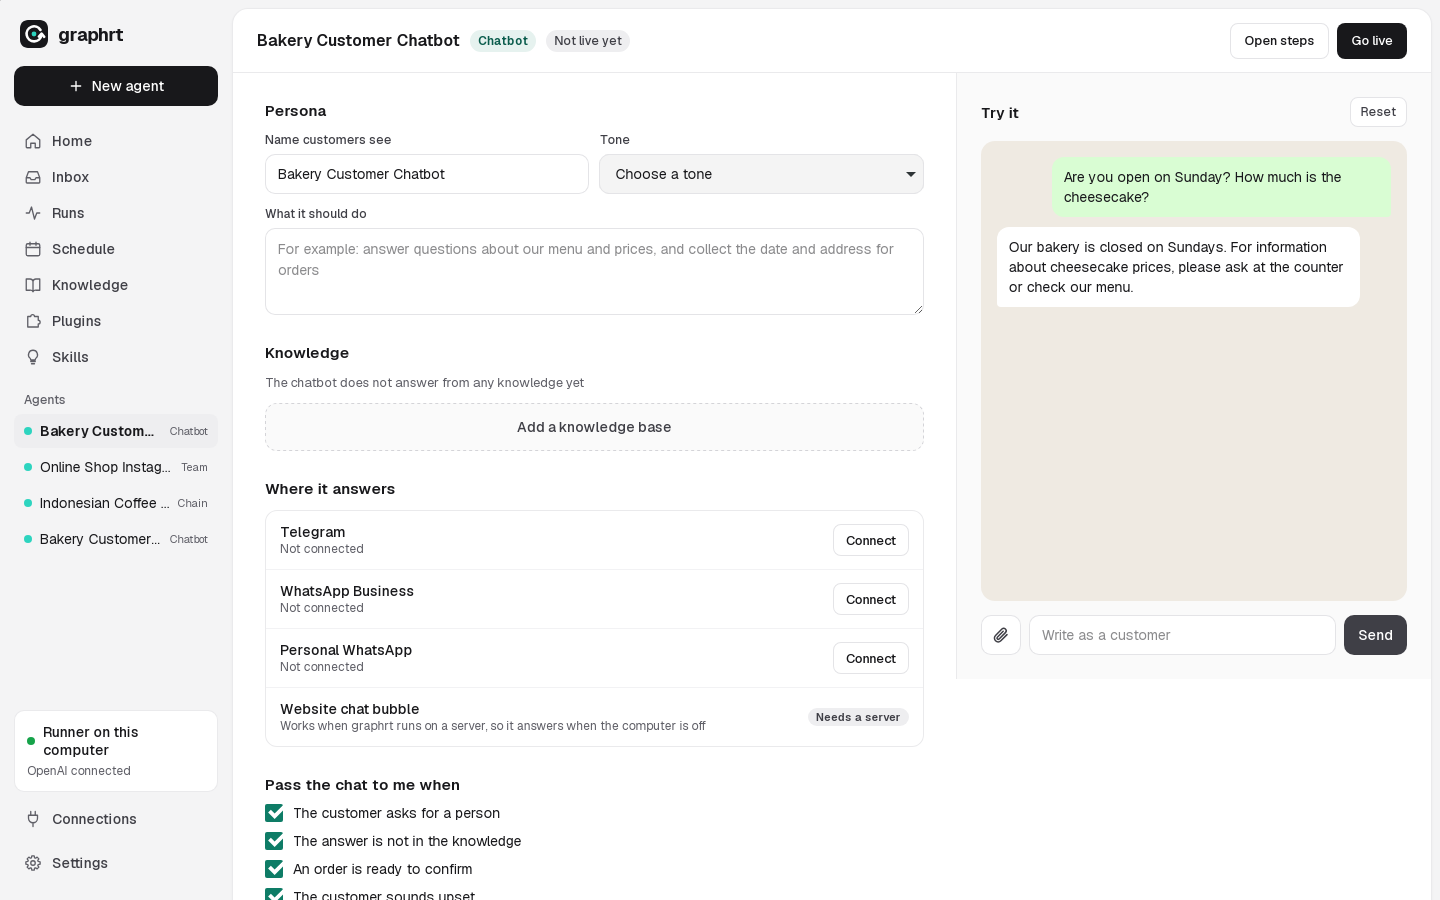 graphrt
New agent
Home
Inbox
Runs
Schedule
Knowledge
Plugins
Skills
Agents
Bakery Custom... Chatbot
Online Shop Instag... Team
Indonesian Coffee ... Chain
Bakery Customer... Chatbot
Runner on this
computer
OpenAI connected
Connections
Settings
Bakery Customer Chatbot Chatbot Not live yet Open steps Go live
Persona
Name customers see Tone
Bakery Customer Chatbot Choose a tone
What it should do
For example: answer questions about our menu and prices, and collect the date and address for
orders
Knowledge
The chatbot does not answer from any knowledge yet
Add a knowledge base
Where it answers
Telegram
Not connected
Connect
WhatsApp Business
Not connected
Connect
Personal WhatsApp
Not connected
Connect
Website chat bubble
Works when graphrt runs on a server, so it answers when the computer is off
Needs a server
Pass the chat to me when
The customer asks for a person
The answer is not in the knowledge
An order is ready to confirm
The customer sounds upset
Try it Reset
Are you open on Sunday? How much is the
cheesecake?
Our bakery is closed on Sundays. For information
about cheesecake prices, please ask at the counter
or check our menu.
Write as a customer Send